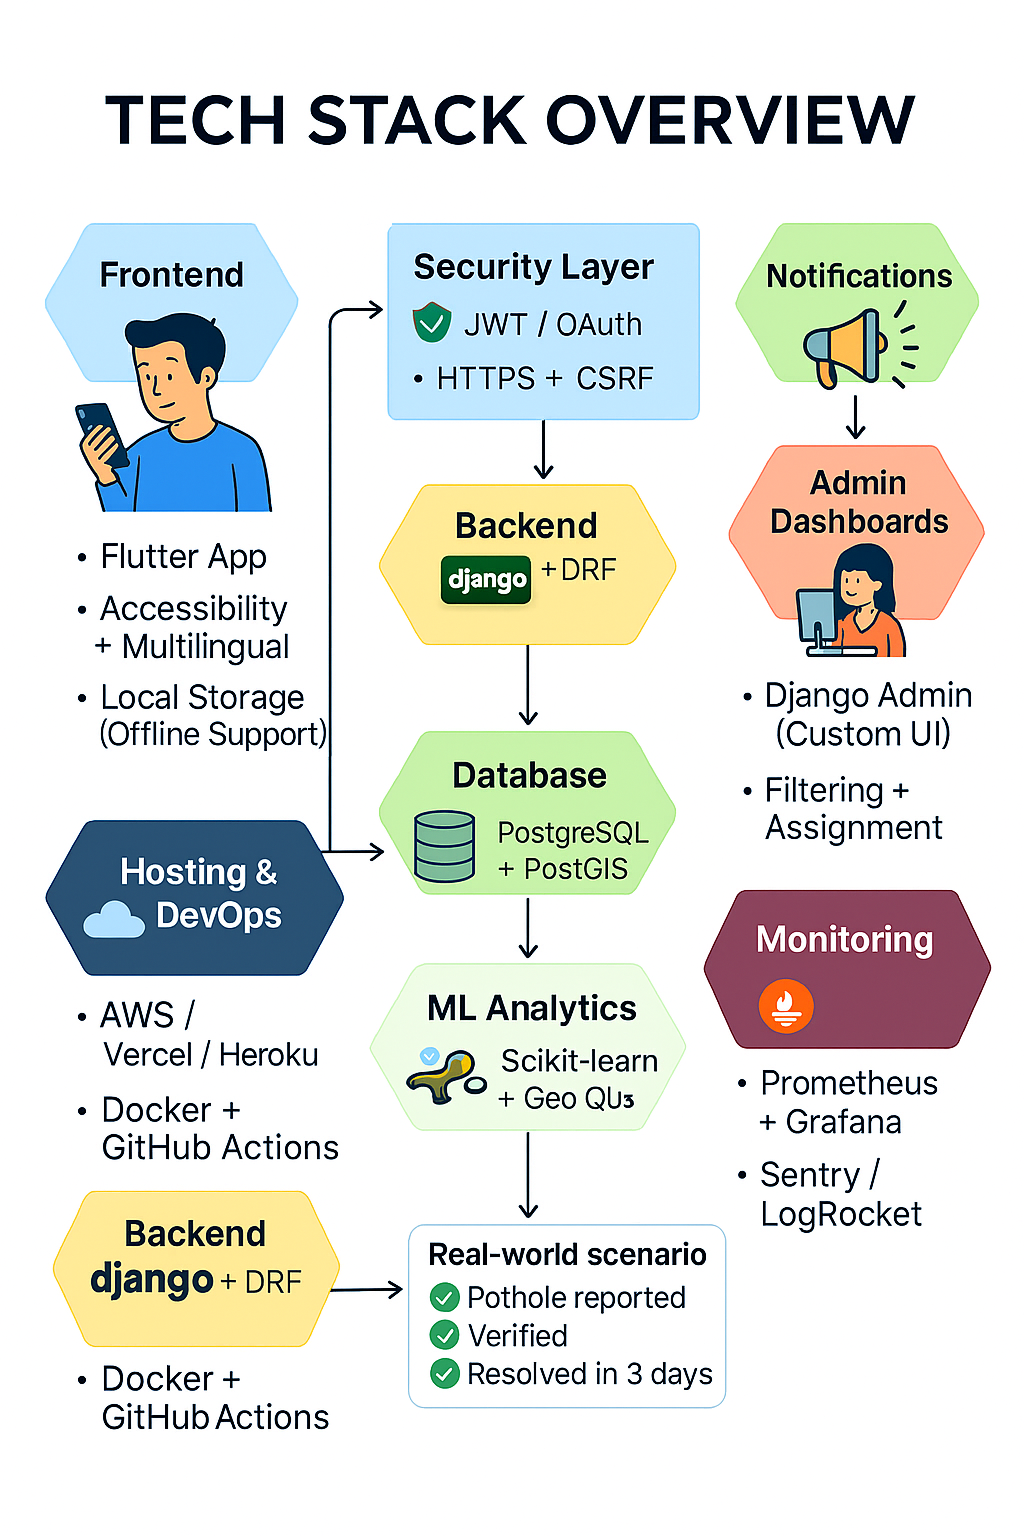 TECH STACK OVERVIEW
Frontend
• Flutter App
• Accessibility
+ Multilingual
• Local Storage
(Offline Support)
Hosting &
DevOps
• AWS /
Vercel / Heroku
• Docker +
GitHub Actions
Backend
django + DRF
• Docker +
GitHub Actions
Security Layer
JWT / OAuth
• HTTPS + CSRF
Backend
django + DRF
Database
PostgreSQL
+ PostGIS
ML Analytics
Scikit-learn
+ Geo
Real-world scenario
Pothole reported
Verified
Resolved in 3 days
Notifications
Admin
Dashboards
• Django Admin
(Custom UI)
• Filtering +
Assignment
Monitoring
• Prometheus
+ Grafana
• Sentry /
LogRocket